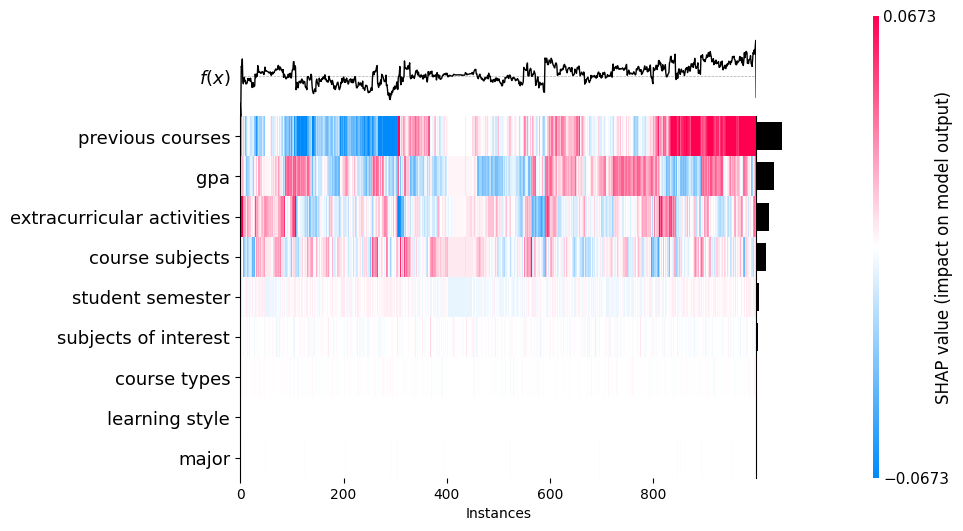 0.0673
f(x)
previous courses
gpa
extracurricular activities
course subjects
student semester
subjects of interest
course types
learning style
major
0 200 400 600 800
Instances
−0.0673
SHAP value (impact on model output)